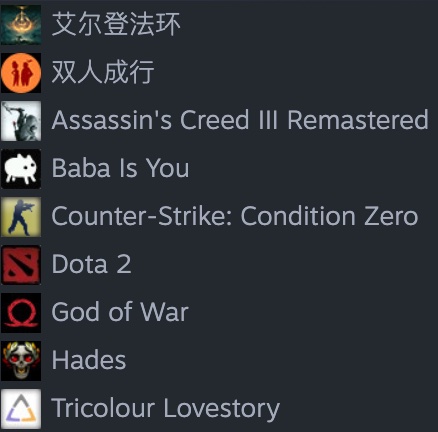 艾尔登法环
双人成行
Assassin's Creed III Remastered
Baba Is You
Counter-Strike: Condition Zero
Dota 2
God of War
Hades
Tricolour Lovestory